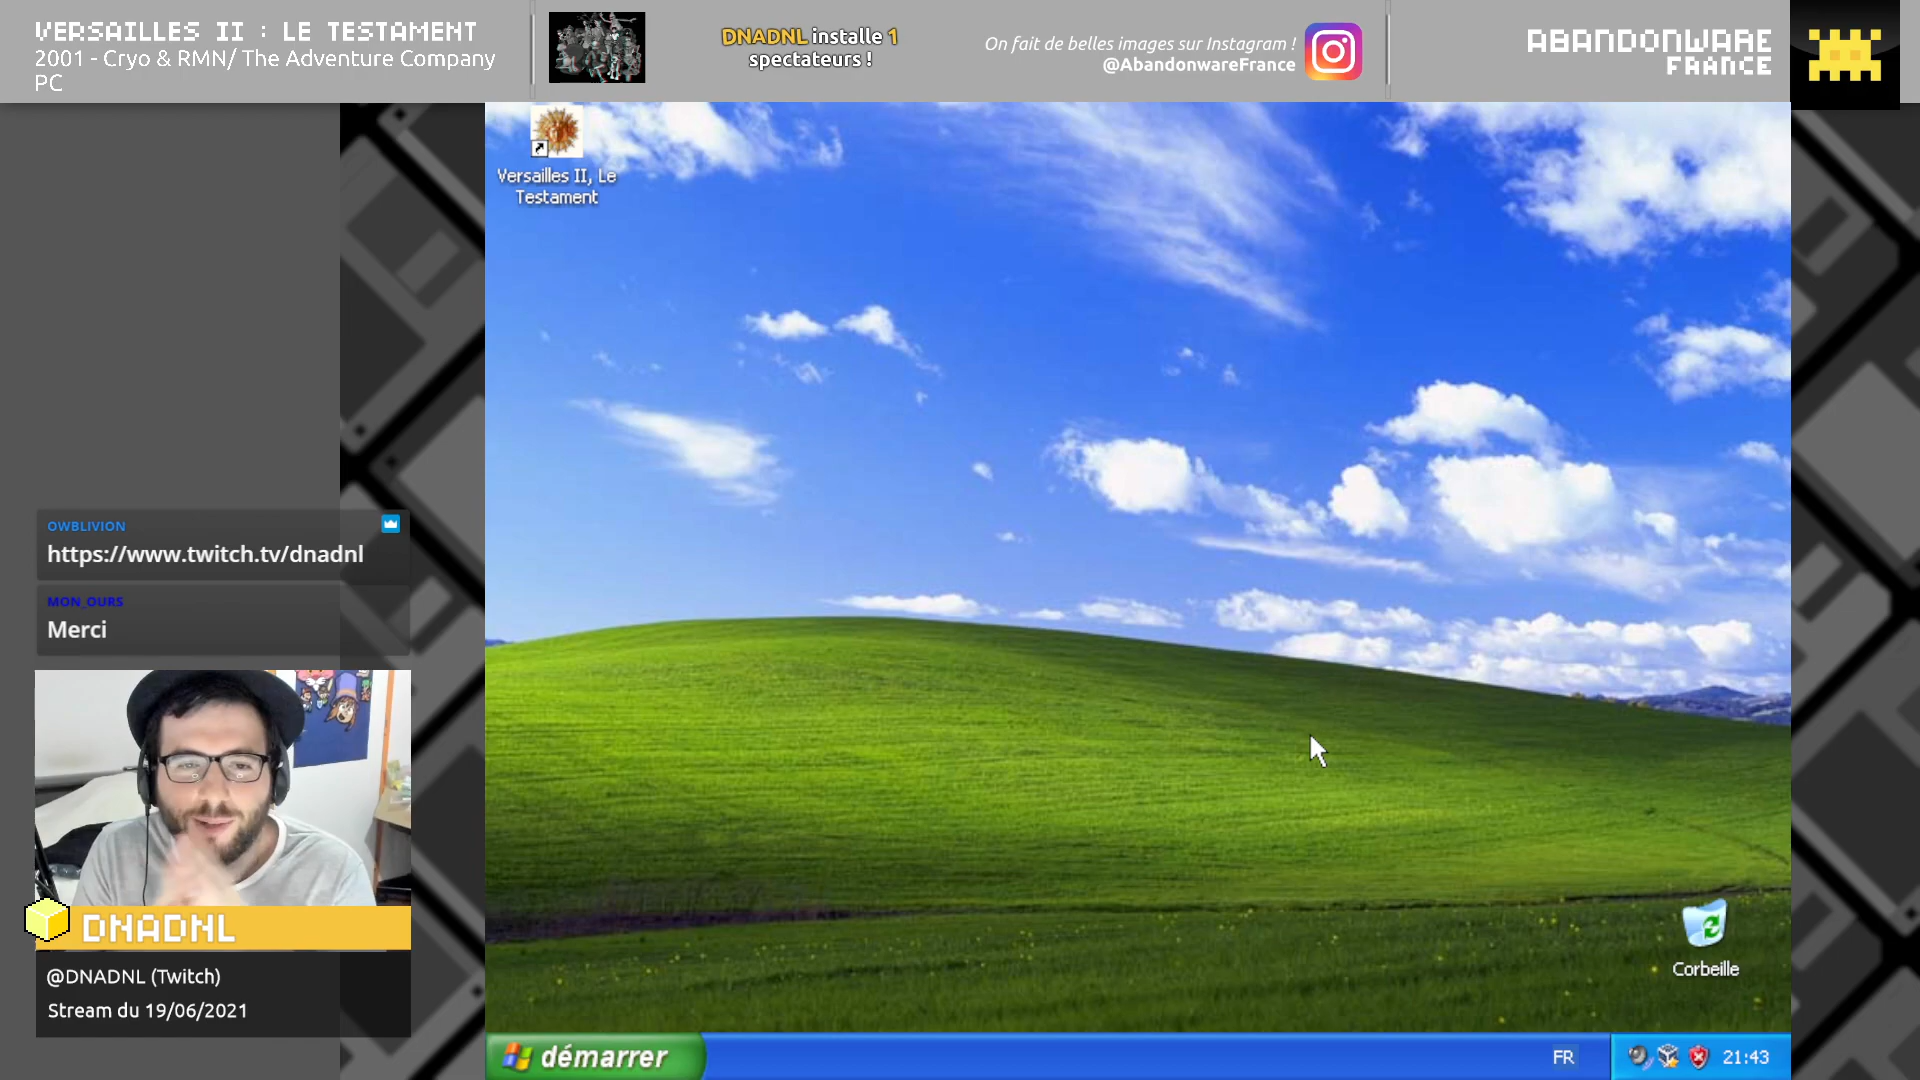 VERSAILLES II : LE TESTAMENT
2001 - Cryo & RMN/ The Adventure Company
PC
DNADNL installe 1
spectateurs !
On fait de belles images sur Instagram !
@AbandonwareFrance
ABANDONWARE
FRANCE
Versailles II, Le
Testament
OWBLIVION
https://www.twitch.tv/dnadnl
MON_OURS
Merci
DNADNL
@DNADNL (Twitch)
Stream du 19/06/2021
Corbeille
démarrer
FR
21:43